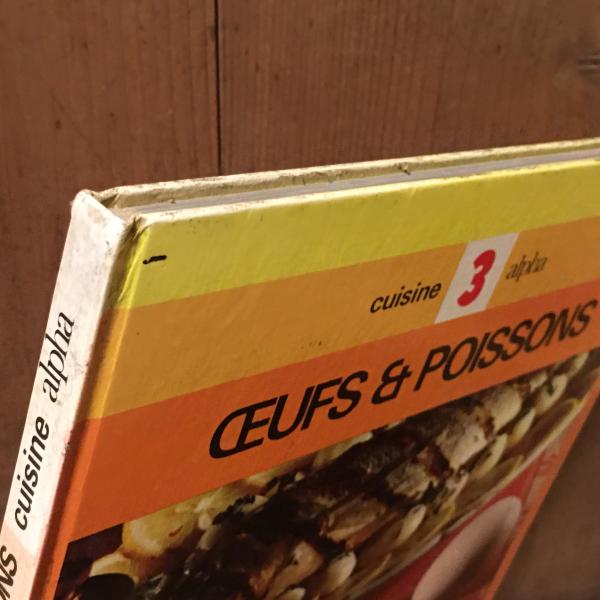 cuisine 3 alpha
ŒUFS & POISSONS
cuisine alpha